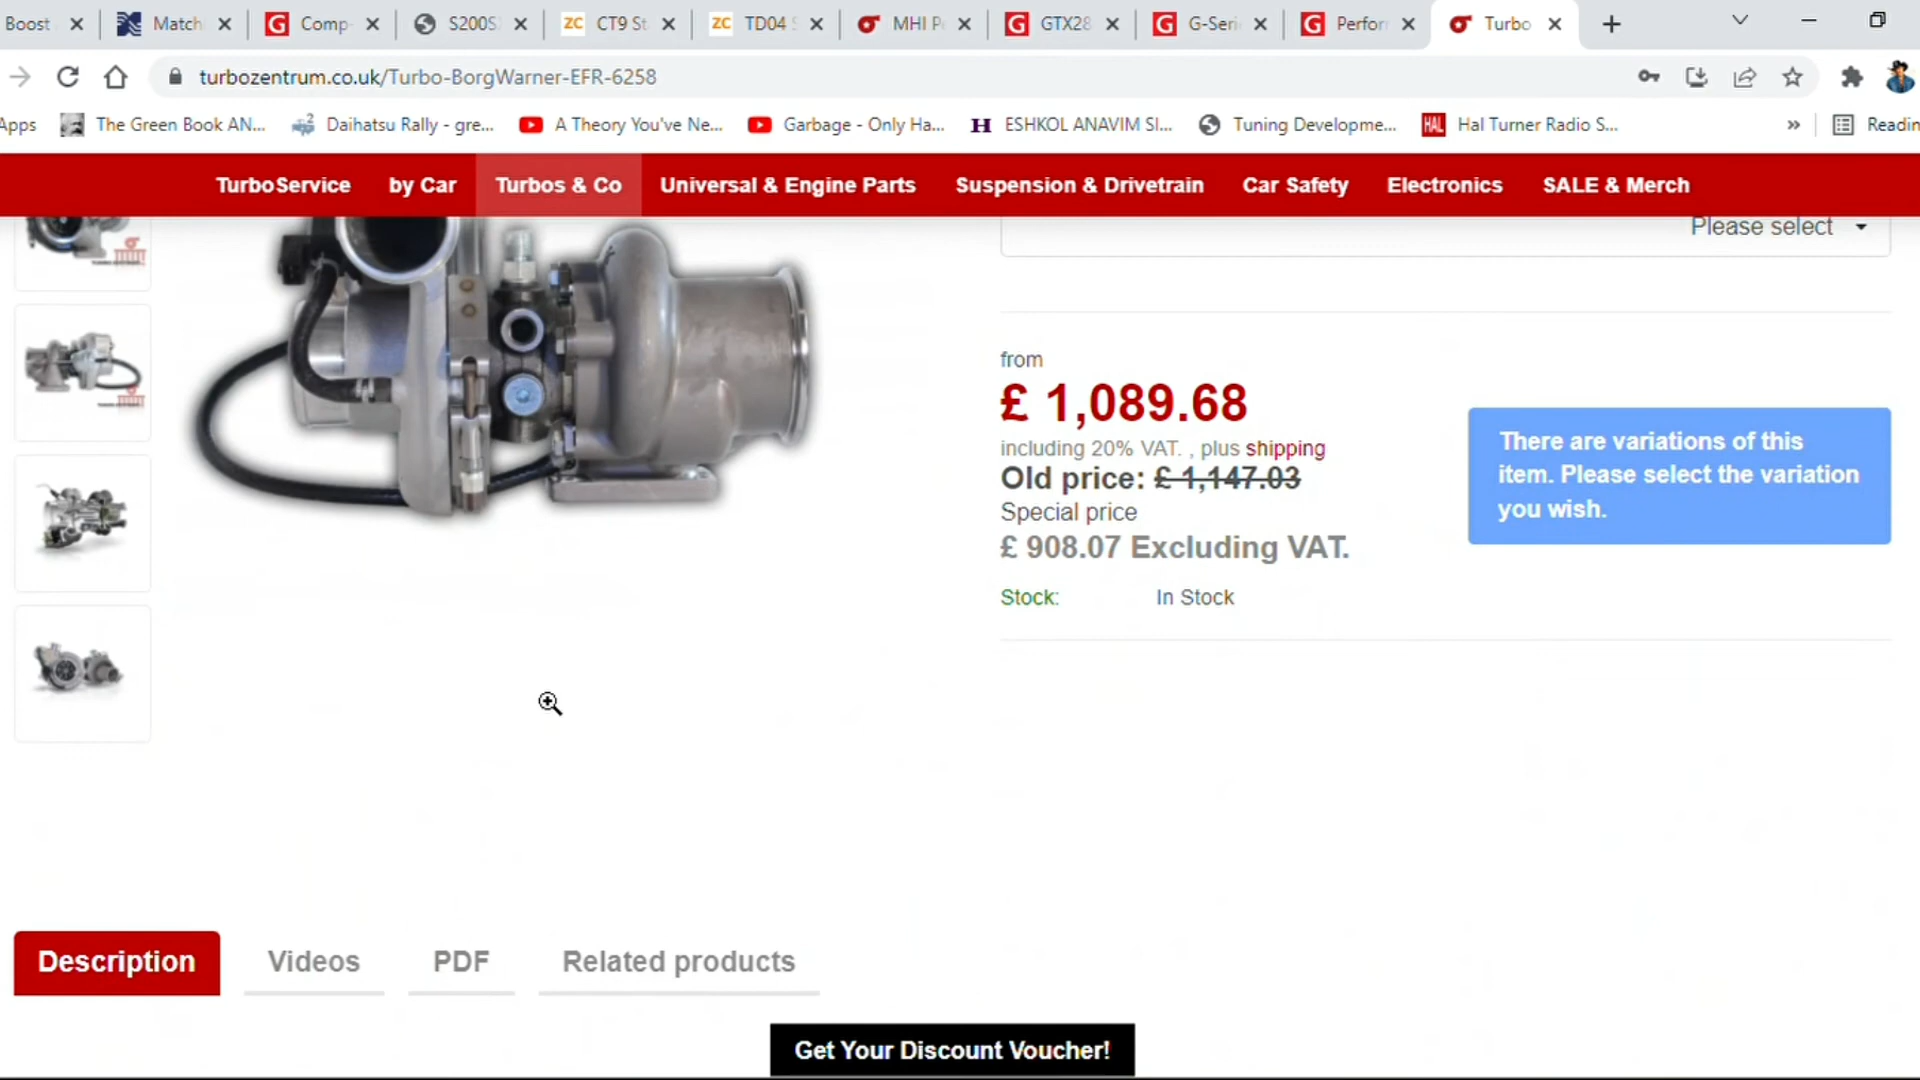 Boost
Match
Comp
S200S
CT9 St
TD04
MHI P
GTX28
G-Seri
Perfor
Turbo
turbozentrum.co.uk/Turbo-BorgWarner-EFR-6258
Apps
The Green Book AN...
Daihatsu Rally - gre...
A Theory You've Ne...
Garbage - Only Ha...
ESHKOL ANAVIM SI...
Tuning Developme...
HAL
Hal Turner Radio S...
»
Readin
TurboService
by Car
Turbos & Co
Universal & Engine Parts
Suspension & Drivetrain
Car Safety
Electronics
SALE & Merch
Please select
from
£ 1,089.68
including 20% VAT. , plus shipping
Old price: £ 1,147.03
Special price
£ 908.07 Excluding VAT.
Stock: In Stock
There are variations of this
item. Please select the variation
you wish.
Description
Videos
PDF
Related products
Get Your Discount Voucher!